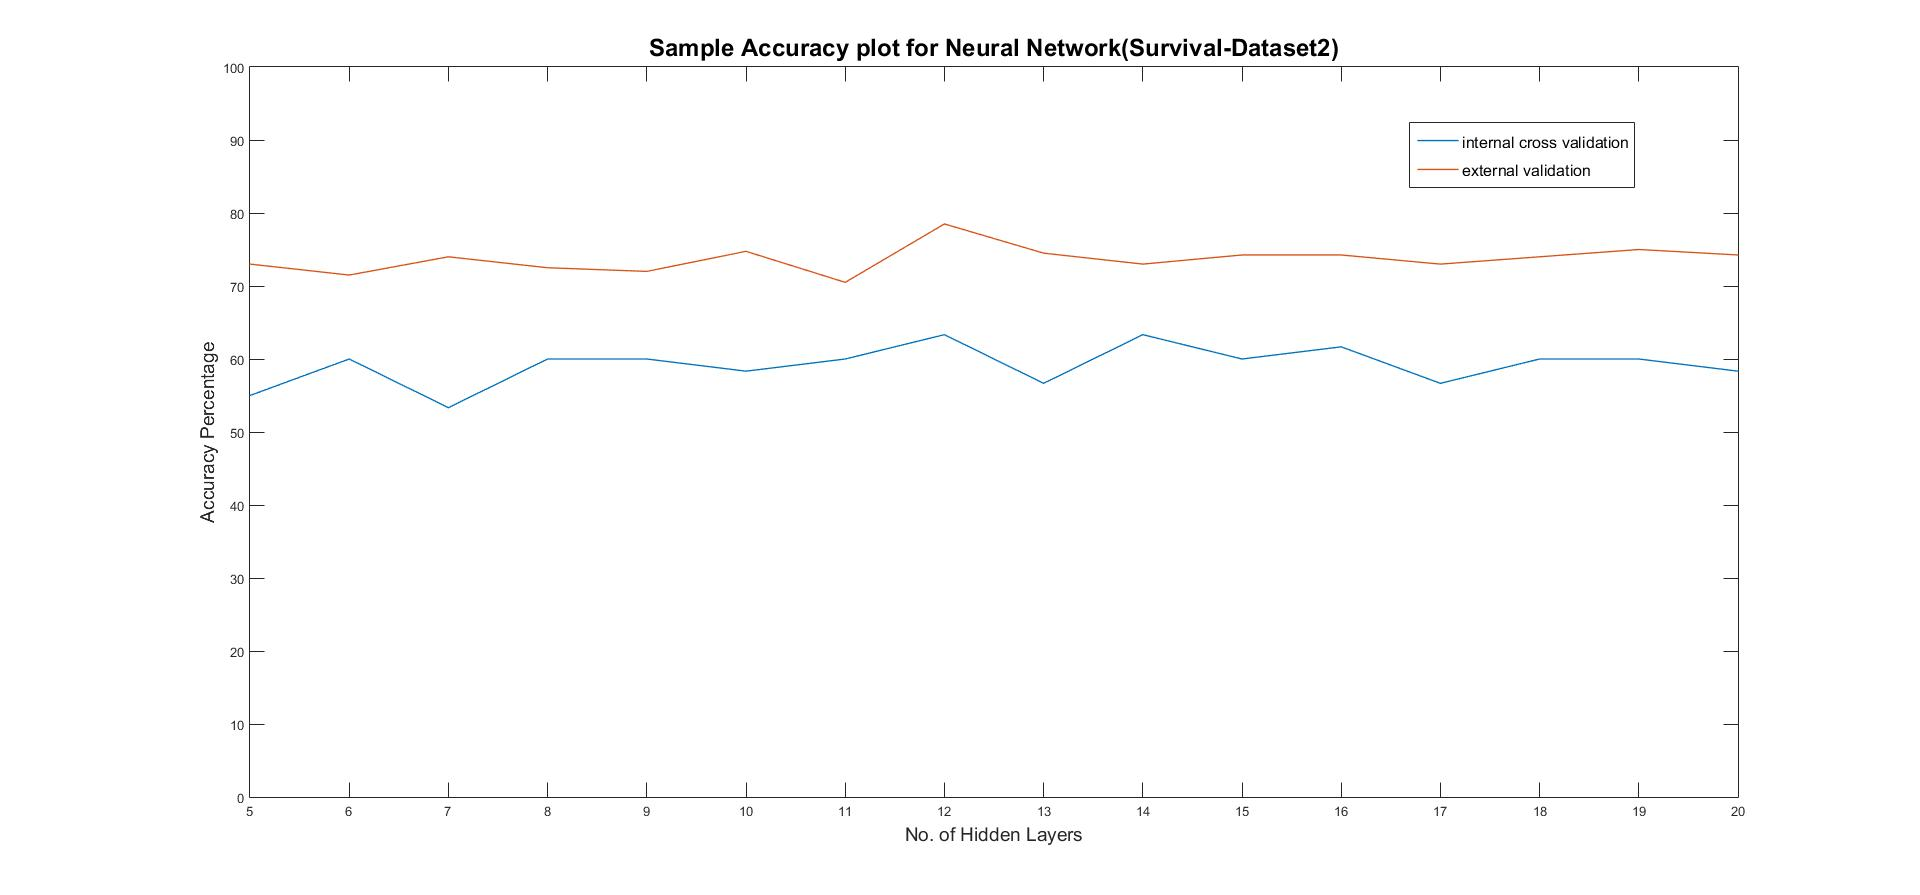 Sample Accuracy plot for Neural Network(Survival-Dataset2)
100
90
80
70
60
50
40
30
20
10
0
Accuracy Percentage
internal cross validation
external validation
5 6 7 8 9 10 11 12 13 14 15 16 17 18 19 20
No. of Hidden Layers